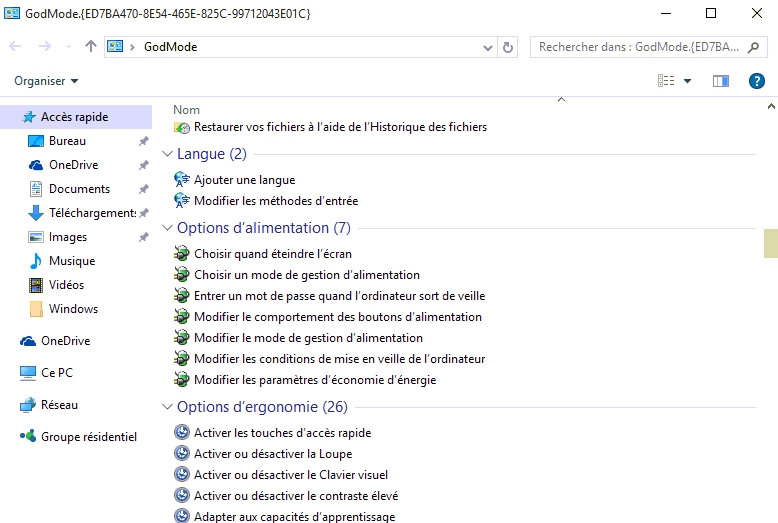 GodMode.{ED7BA470-8E54-465E-825C-99712043E01C}
GodMode
Rechercher dans : GodMode.{ED7BA...
Organiser
Accès rapide
Bureau
OneDrive
Documents
Téléchargements
Images
Musique
Vidéos
Windows
OneDrive
Ce PC
Réseau
Groupe résidentiel
Nom
Restaurer vos fichiers à l’aide de l’Historique des fichiers
Langue (2)
Ajouter une langue
Modifier les méthodes d’entrée
Options d’alimentation (7)
Choisir quand éteindre l’écran
Choisir un mode de gestion d’alimentation
Entrer un mot de passe quand l’ordinateur sort de veille
Modifier le comportement des boutons d’alimentation
Modifier le mode de gestion d’alimentation
Modifier les conditions de mise en veille de l’ordinateur
Modifier les paramètres d’économie d’énergie
Options d’ergonomie (26)
Activer les touches d’accès rapide
Activer ou désactiver la Loupe
Activer ou désactiver le Clavier visuel
Activer ou désactiver le contraste élevé
Adapter aux capacités d’apprentissage